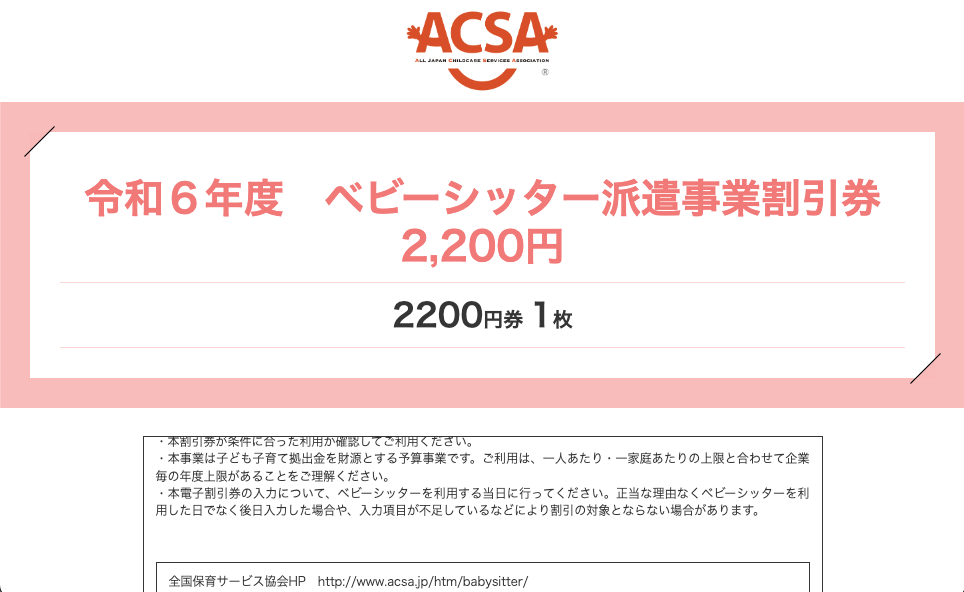 ACSA
ALL JAPAN CHILDCARE SERVICES ASSOCIATION
®
令和６年度　ベビーシッター派遣事業割引券
2,200円
2200円券 1枚
・本割引券が条件に合った利用か確認してご利用ください。
・本事業は子ども子育て拠出金を財源とする予算事業です。ご利用は、一人あたり・一家庭あたりの上限と合わせて企業
毎の年度上限があることをご理解ください。
・本電子割引券の入力について、ベビーシッターを利用する当日に行ってください。正当な理由なくベビーシッターを利
用した日でなく後日入力した場合や、入力項目が不足しているなどにより割引の対象とならない場合があります。
全国保育サービス協会HP　http://www.acsa.jp/htm/babysitter/